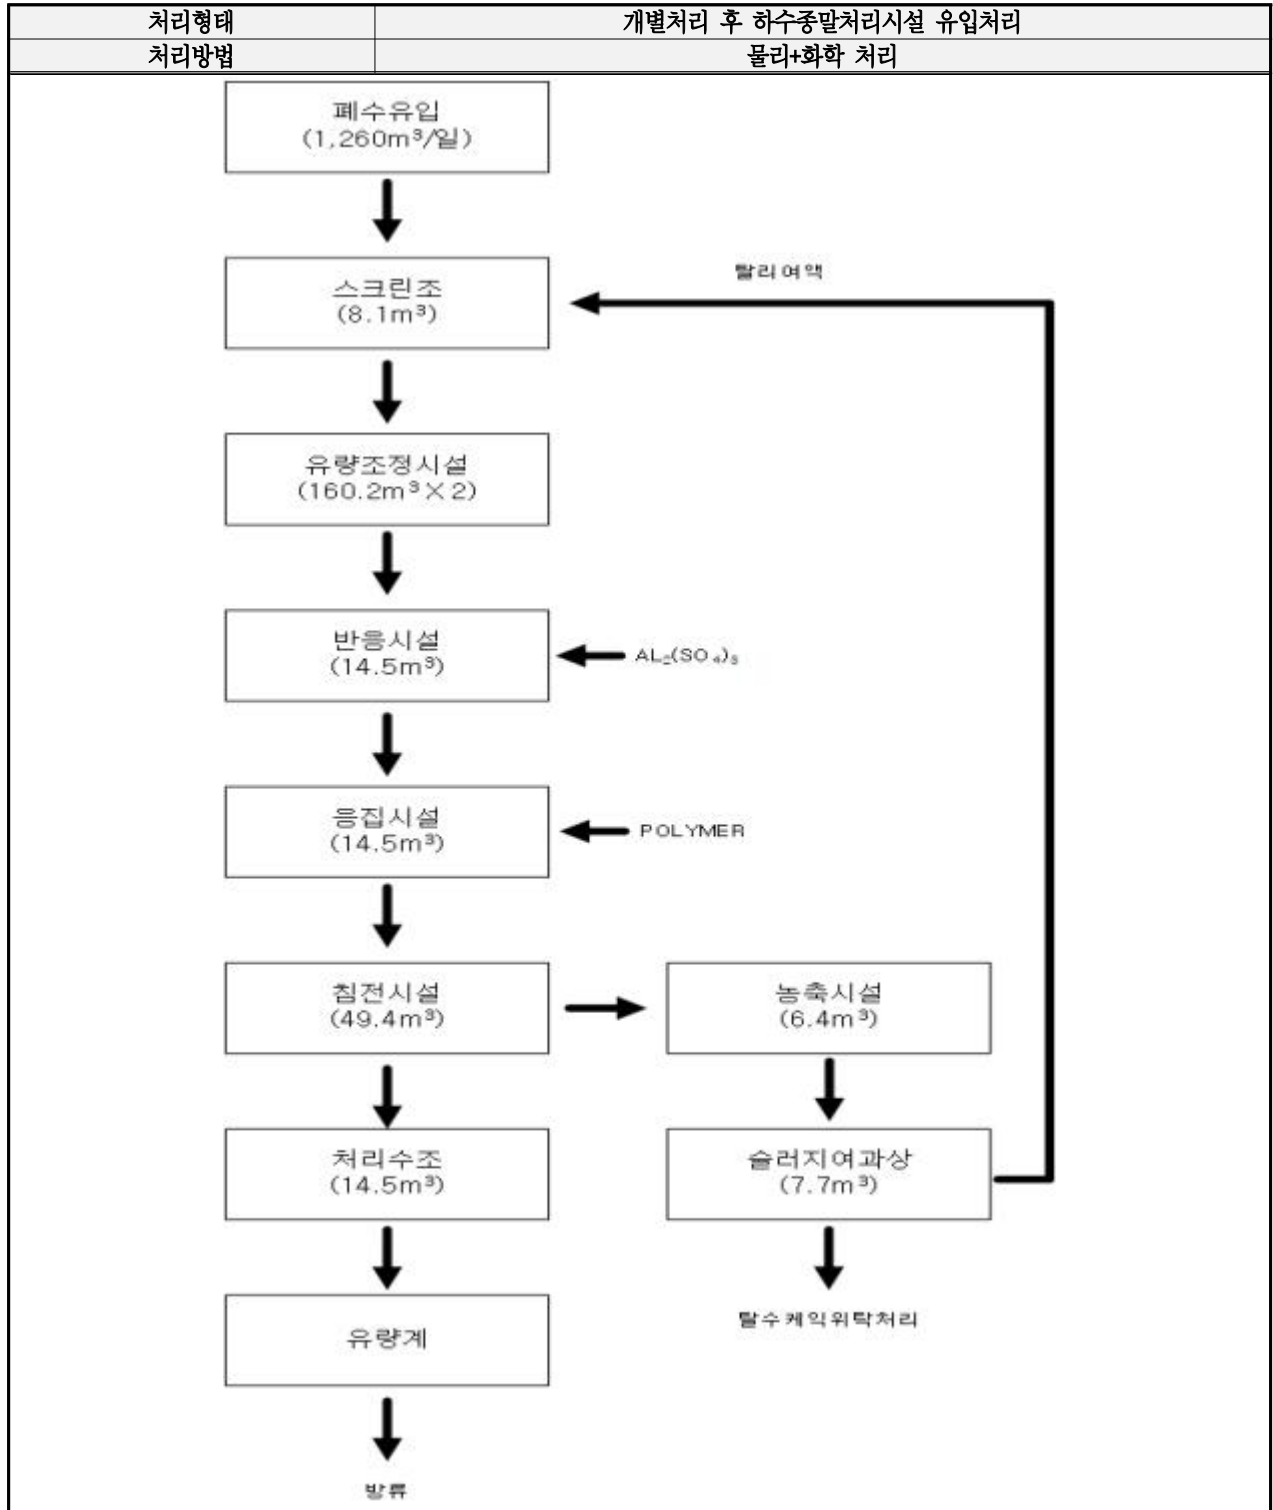 처리형태 개별처리 후 하수종말처리시설 유입처리
처리방법 물리+화학 처리
폐수유입
(1,260m³/일)
탈리여액
스크린조
(8.1m³)
유량조정시설
(160.2m³×2)
반응시설
(14.5m³)
AL₂(SO₄)₃
응집시설
(14.5m³)
POLYMER
침전시설
(49.4m³)
농축시설
(6.4m³)
처리수조
(14.5m³)
슬러지여과상
(7.7m³)
유량계
탈수케익위탁처리
방류